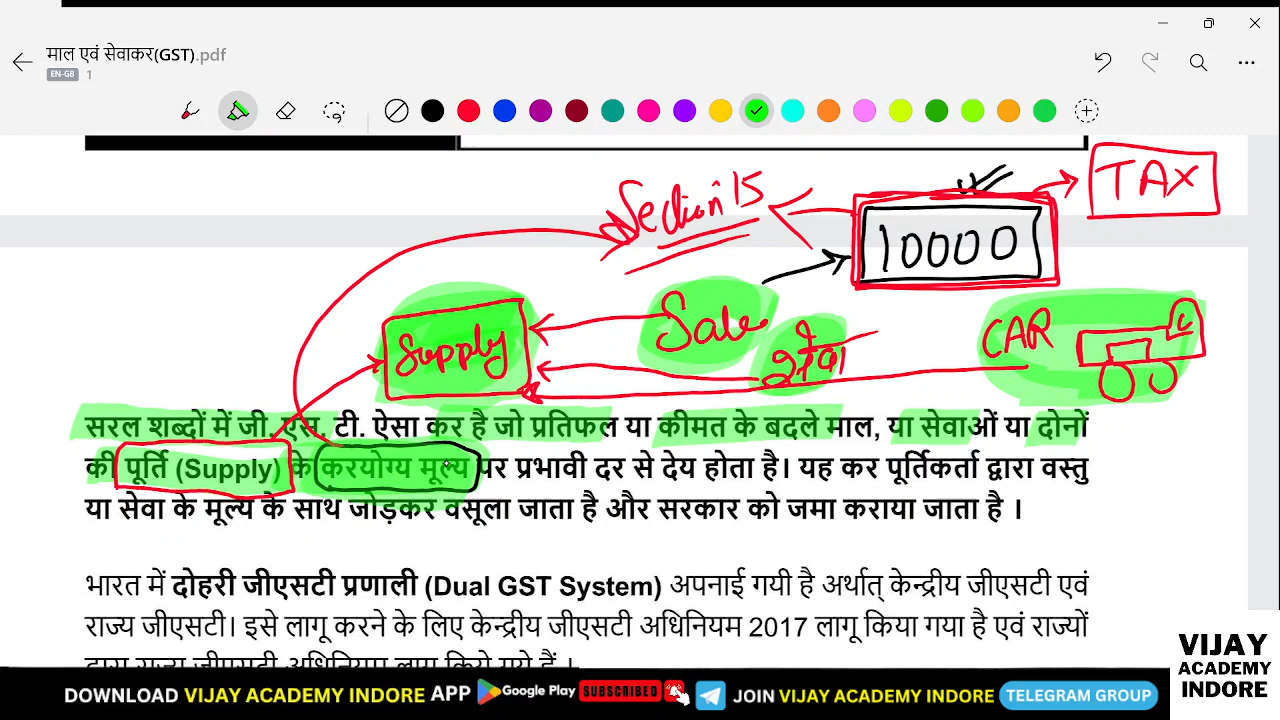 माल एवं सेवाकर(GST).pdf
EN-GB 1
TAX
Section 15
10000
Sale
CAR
Supply
सेवा
सरल शब्दों में जी. एस. टी. ऐसा कर है जो प्रतिफल या कीमत के बदले माल, या सेवाओं या दोनों
की पूर्ति (Supply) के करयोग्य मूल्य पर प्रभावी दर से देय होता है। यह कर पूर्तिकर्ता द्वारा वस्तु
या सेवा के मूल्य के साथ जोड़कर वसूला जाता है और सरकार को जमा कराया जाता है ।
भारत में दोहरी जीएसटी प्रणाली (Dual GST System) अपनाई गयी है अर्थात् केन्द्रीय जीएसटी एवं
राज्य जीएसटी। इसे लागू करने के लिए केन्द्रीय जीएसटी अधिनियम 2017 लागू किया गया है एवं राज्यों
द्वारा राज्य जीएसटी अधिनियम लागू किये गये हैं ।
VIJAY
ACADEMY
INDORE
DOWNLOAD VIJAY ACADEMY INDORE APP Google Play SUBSCRIBED JOIN VIJAY ACADEMY INDORE TELEGRAM GROUP